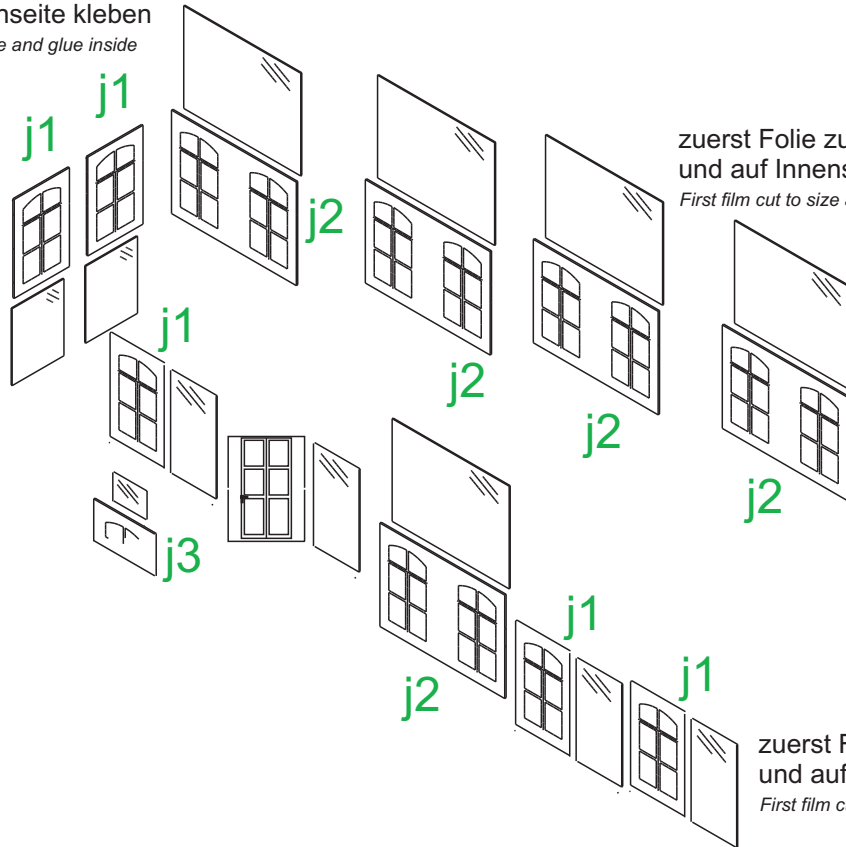 nseite kleben
e and glue inside
j1
j1
zuerst Folie zu
und auf Innens
First film cut to size
j2
j1
j2
j2
j2
j3
j1
j1
j2
zuerst F
und auf
First film c